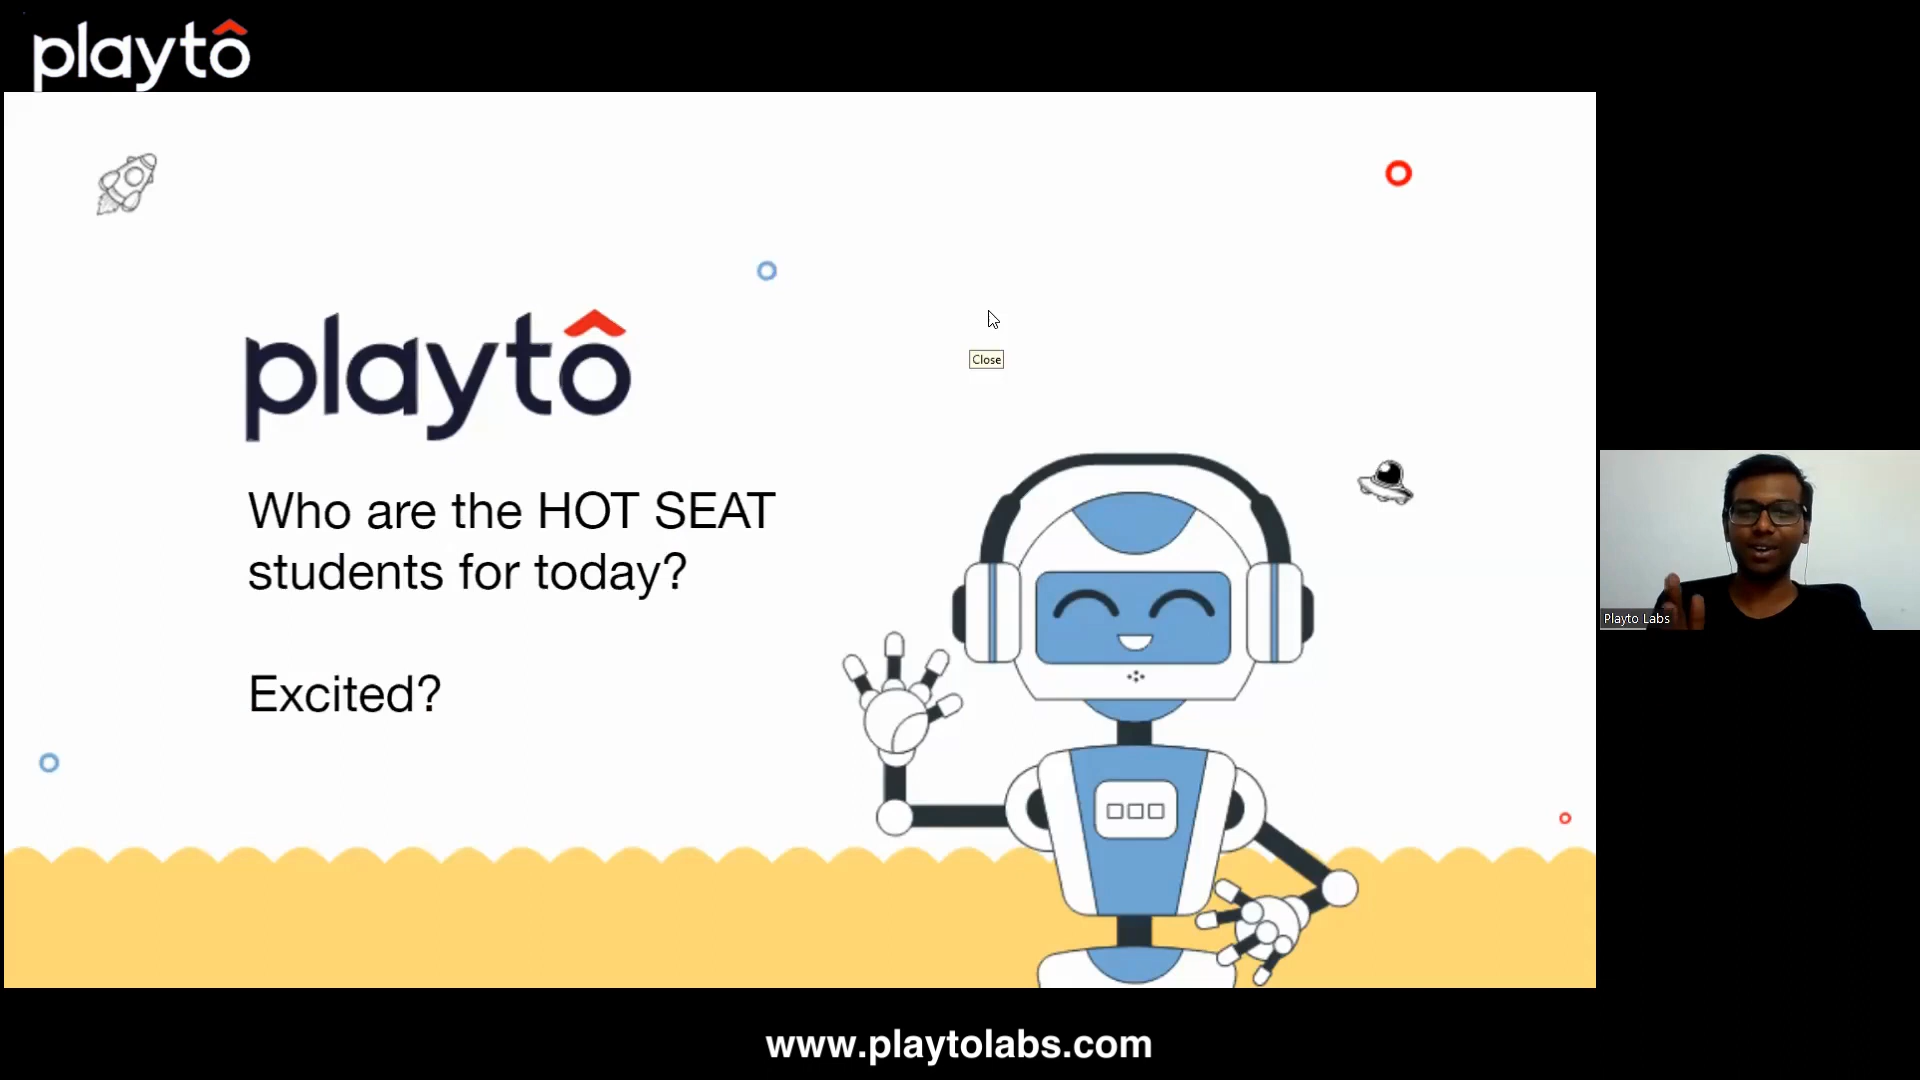 playtô
playtô
Close
Who are the HOT SEAT
students for today?
Excited?
Playto Labs
www.playtolabs.com